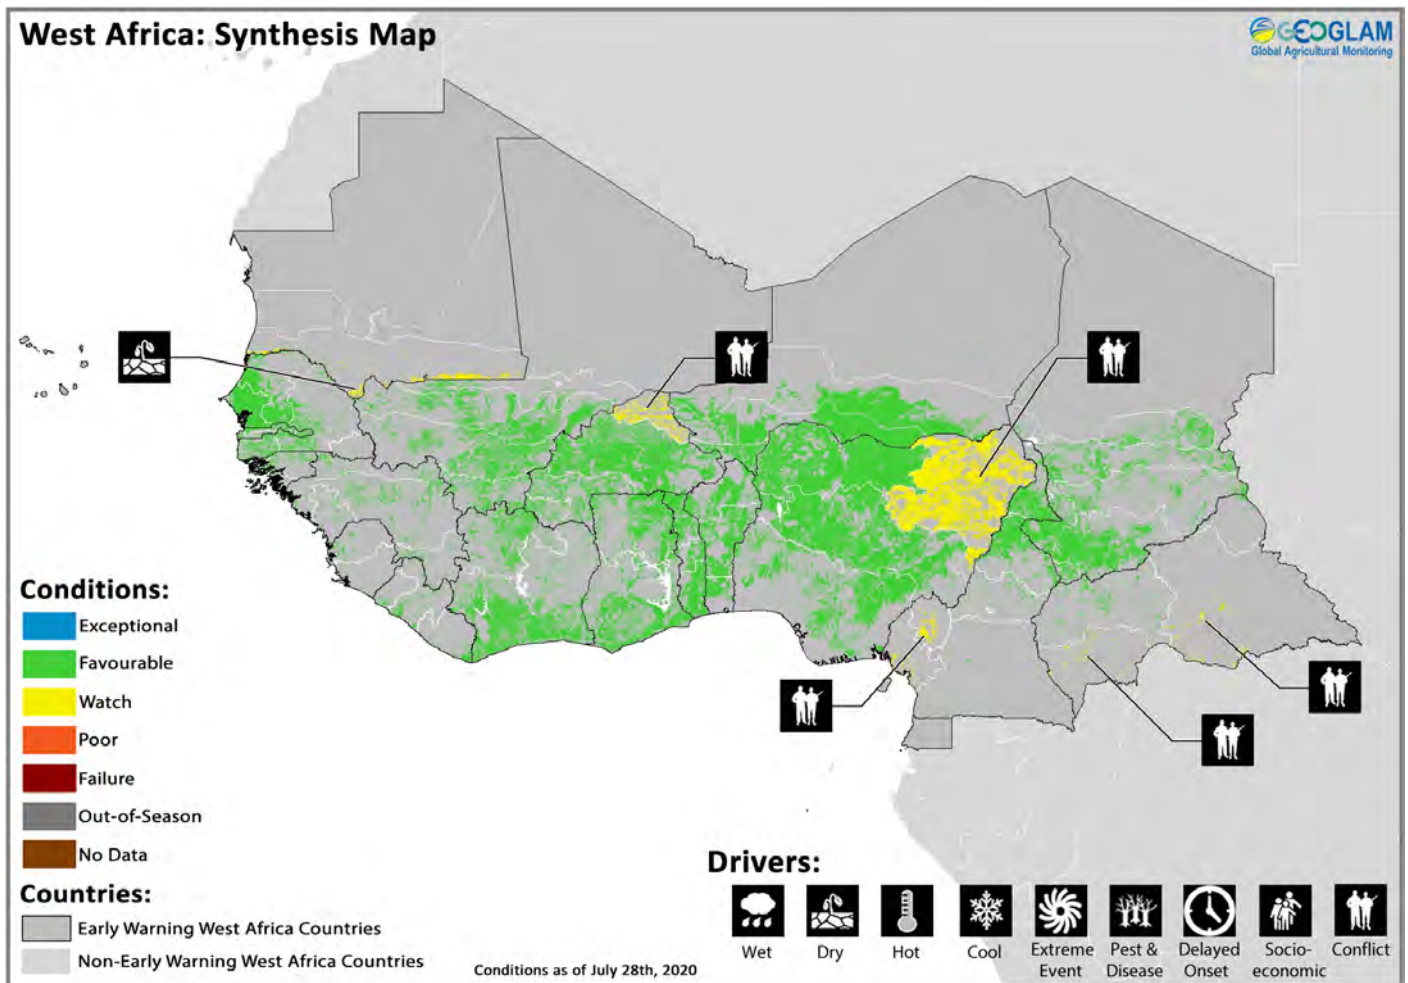 West Africa: Synthesis Map
GEOGLAM
Global Agricultural Monitoring
Conditions:
Exceptional
Favourable
Watch
Poor
Failure
Out-of-Season
No Data
Countries:
Early Warning West Africa Countries
Non-Early Warning West Africa Countries
Conditions as of July 28th, 2020
Drivers:
Wet
Dry
Hot
Cool
Extreme
Event
Pest &
Disease
Delayed
Onset
Socio-
economic
Conflict